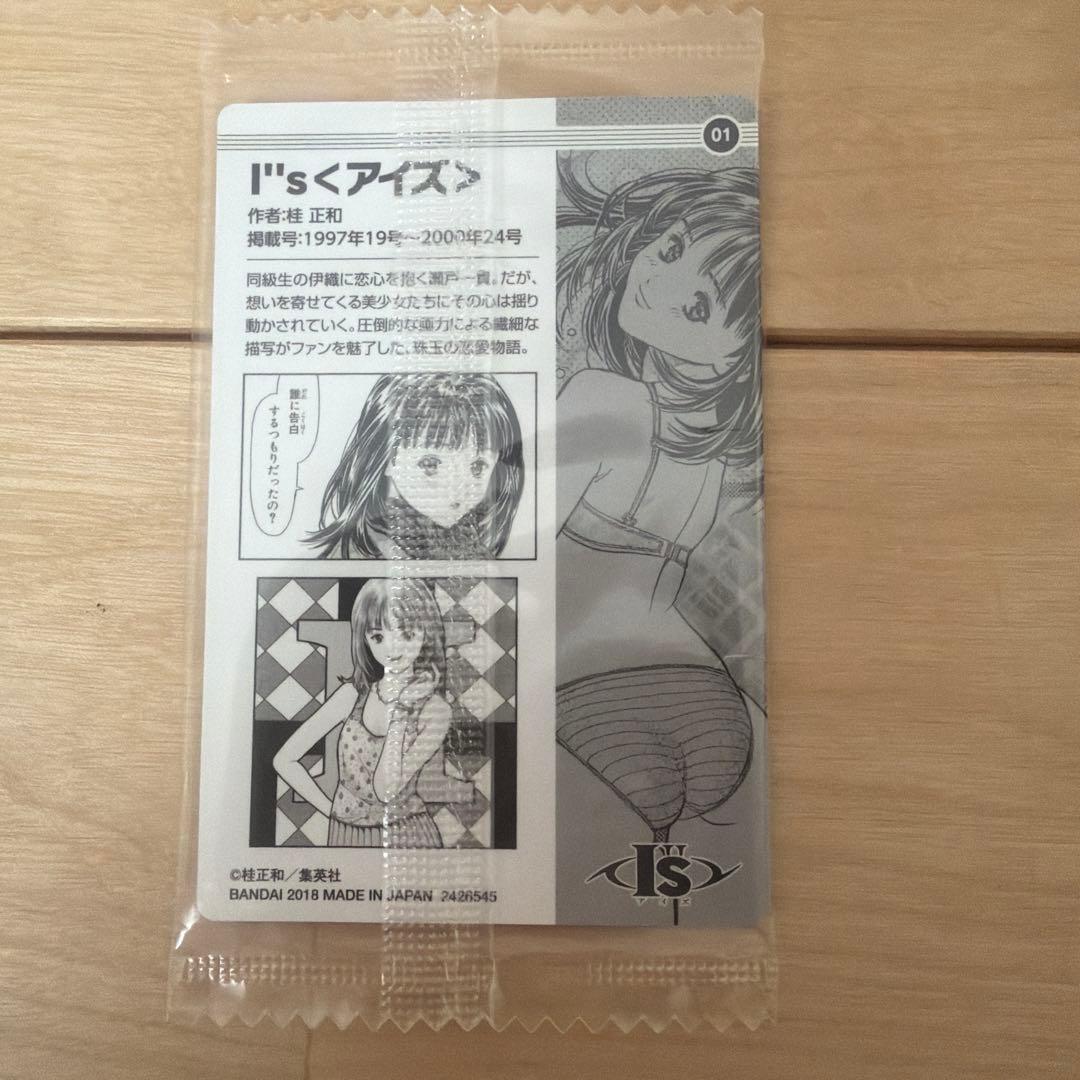 01
I"s<アイズ>
作者:桂 正和
掲載号:1997年19号〜2000年24号
同級生の伊織に恋心を抱く瀬戸一貴。だが、
想いを寄せてくる美少女たちにその心は揺り
動かされていく。圧倒的な画力による繊細な
描写がファンを魅了した、珠玉の恋愛物語。
誰に告白
するつもりだったの?
©桂正和/集英社
BANDAI 2018 MADE IN JAPAN 2426545
I"s
アイズ